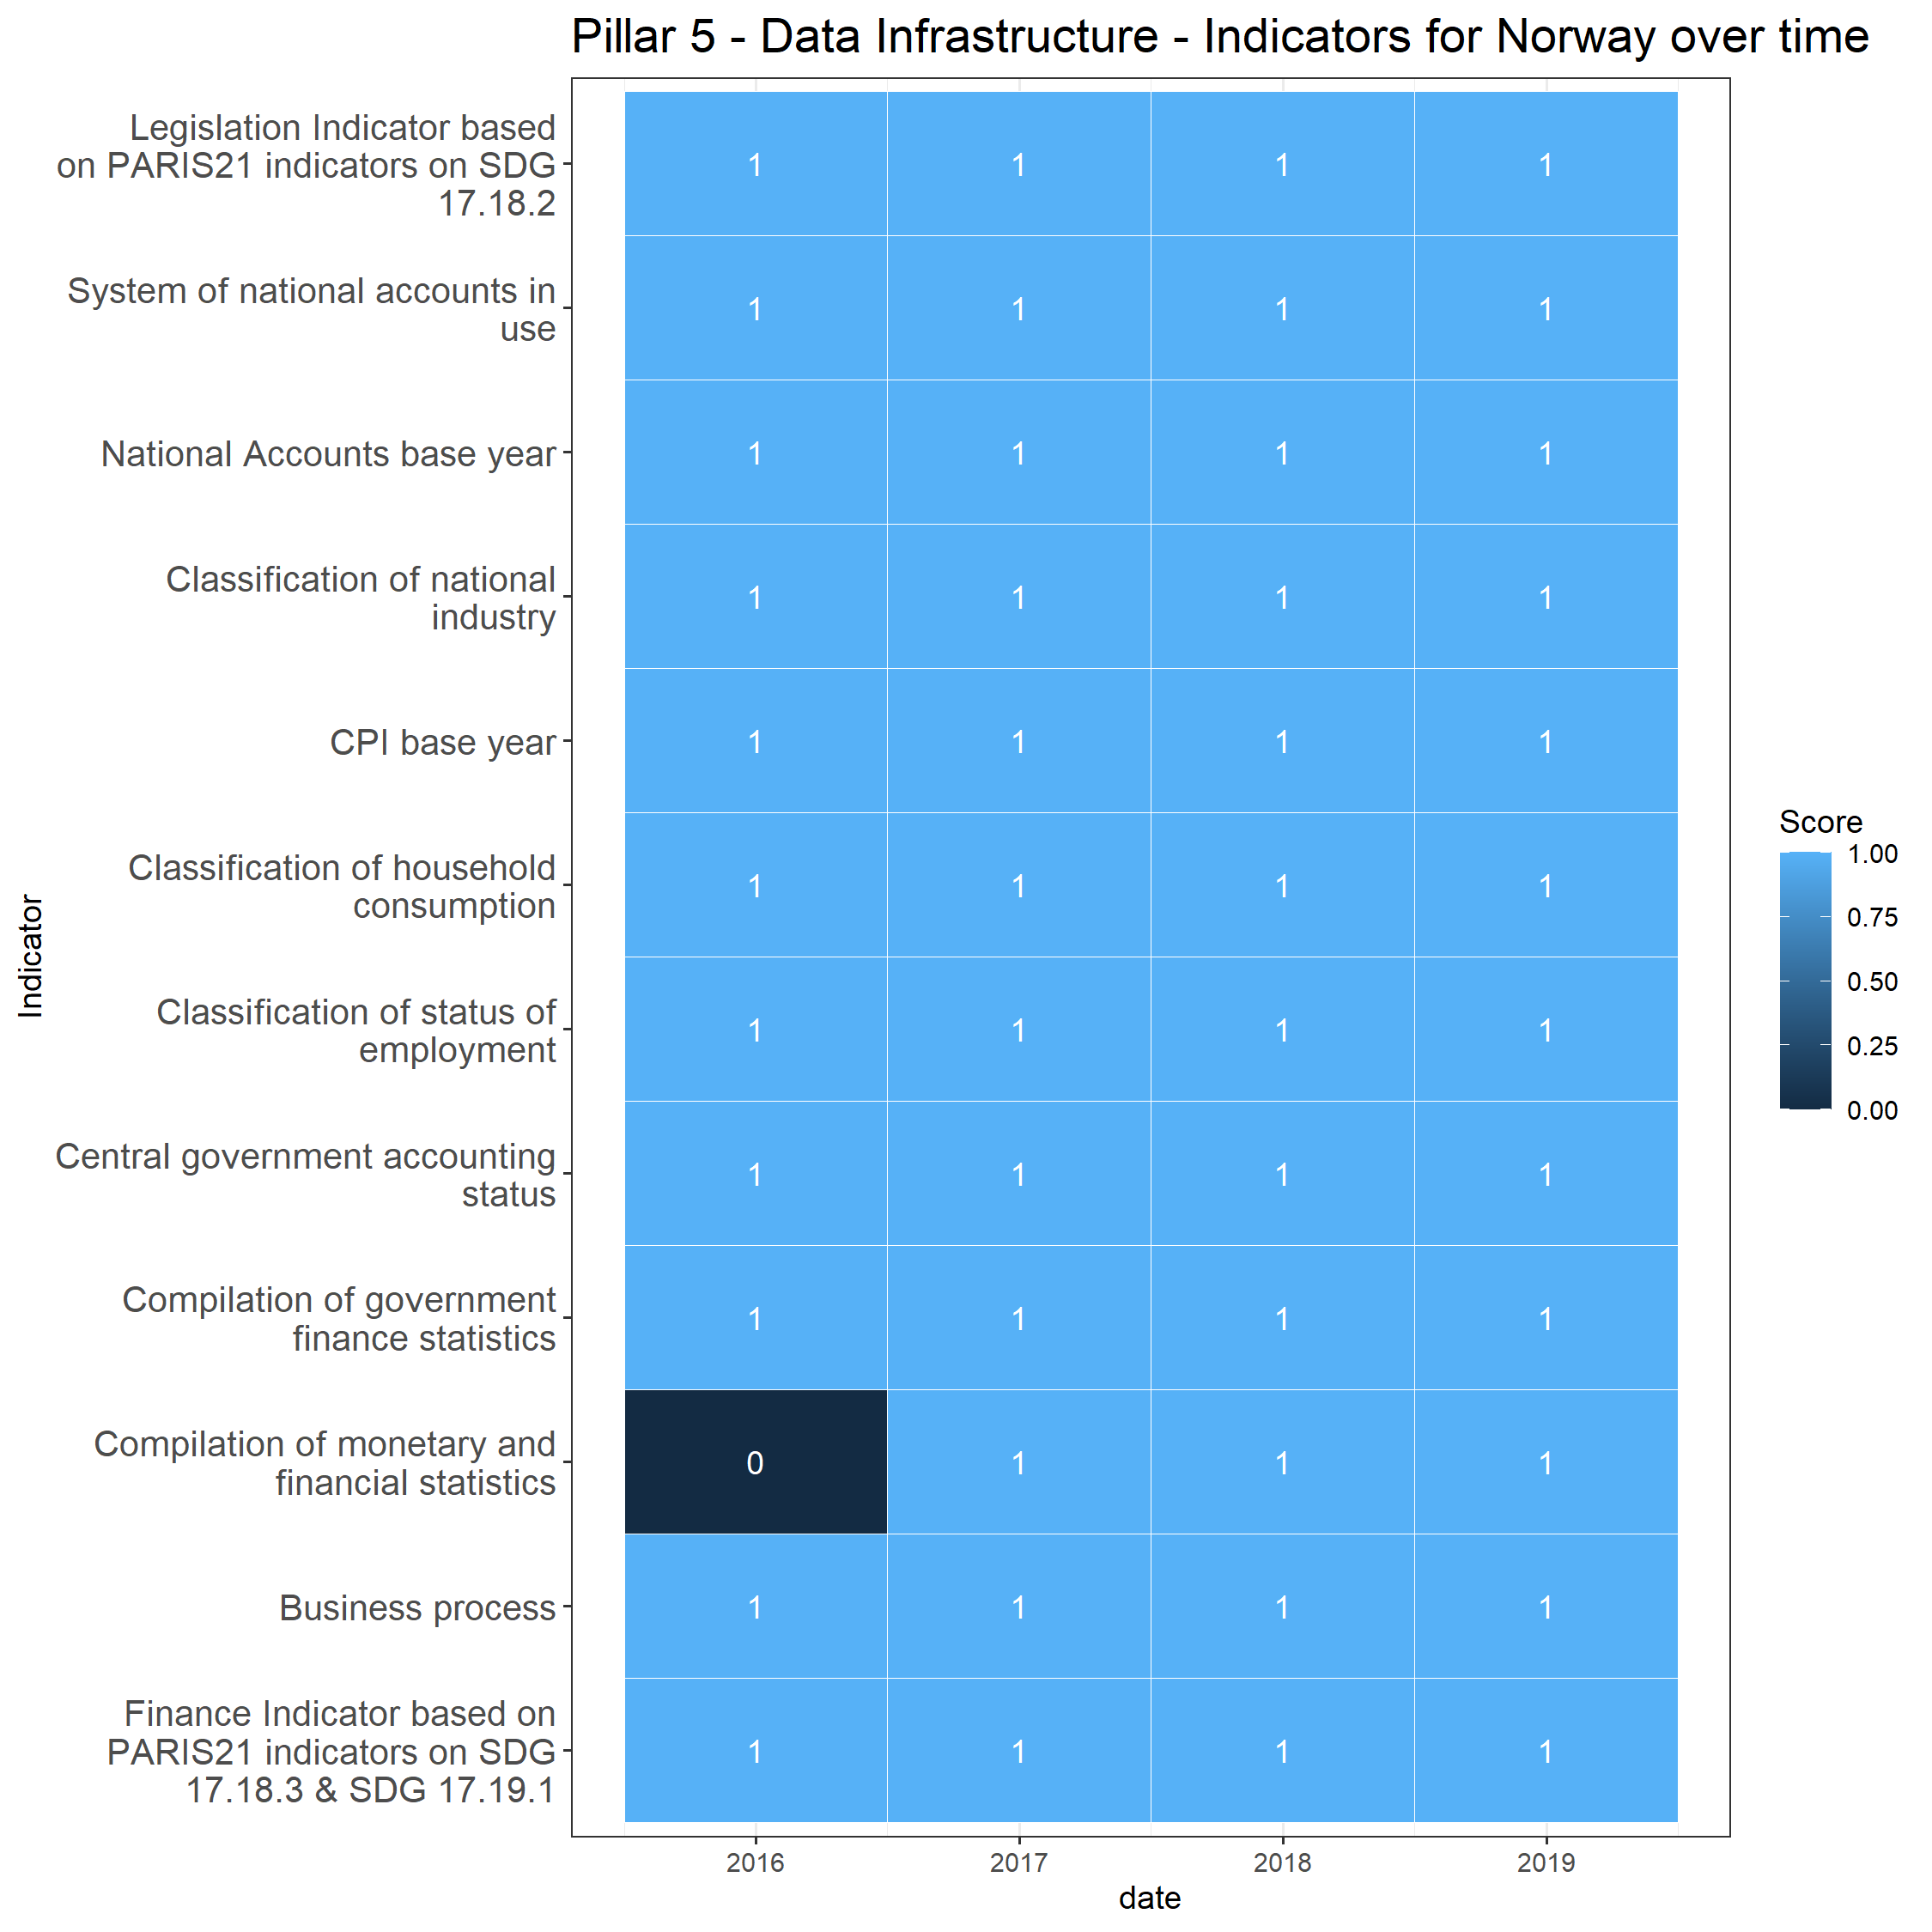 Pillar 5 - Data Infrastructure - Indicators for Norway over time
Indicator
Legislation Indicator based
on PARIS21 indicators on SDG
17.18.2
1 1 1 1
System of national accounts in
use
1 1 1 1
National Accounts base year
1 1 1 1
Classification of national
industry
1 1 1 1
CPI base year
1 1 1 1
Classification of household
consumption
1 1 1 1
Classification of status of
employment
1 1 1 1
Central government accounting
status
1 1 1 1
Compilation of government
finance statistics
1 1 1 1
Compilation of monetary and
financial statistics
0 1 1 1
Business process
1 1 1 1
Finance Indicator based on
PARIS21 indicators on SDG
17.18.3 & SDG 17.19.1
1 1 1 1
2016 2017 2018 2019
date
Score
1.00
0.75
0.50
0.25
0.00